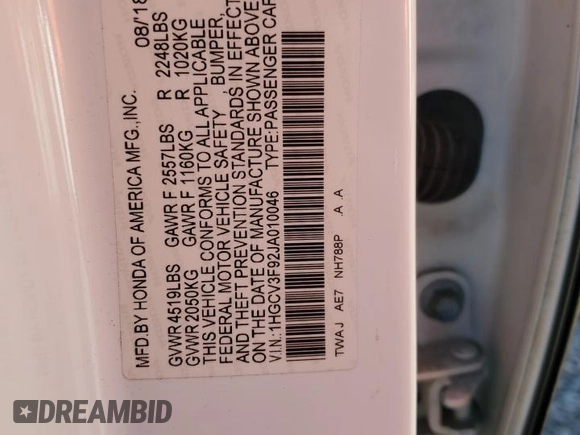 MFD.BY HONDA OF AMERICA MFG.,INC. 08/18
GVWR 4519LBS GAWR F 2557LBS R 2248LBS
GVWR 2050KG GAWR F 1160KG R 1020KG
THIS VEHICLE CONFORMS TO ALL APPLICABLE
FEDERAL MOTOR VEHICLE SAFETY , BUMPER,
AND THEFT PREVENTION STANDARDS IN EFFECT
ON THE DATE OF MANUFACTURE SHOWN ABOVE
V.I.N.:1HGCV3F92JA010046 TYPE:PASSENGER CAR
TWAJ AE7 NH788P A A
DREAMBID